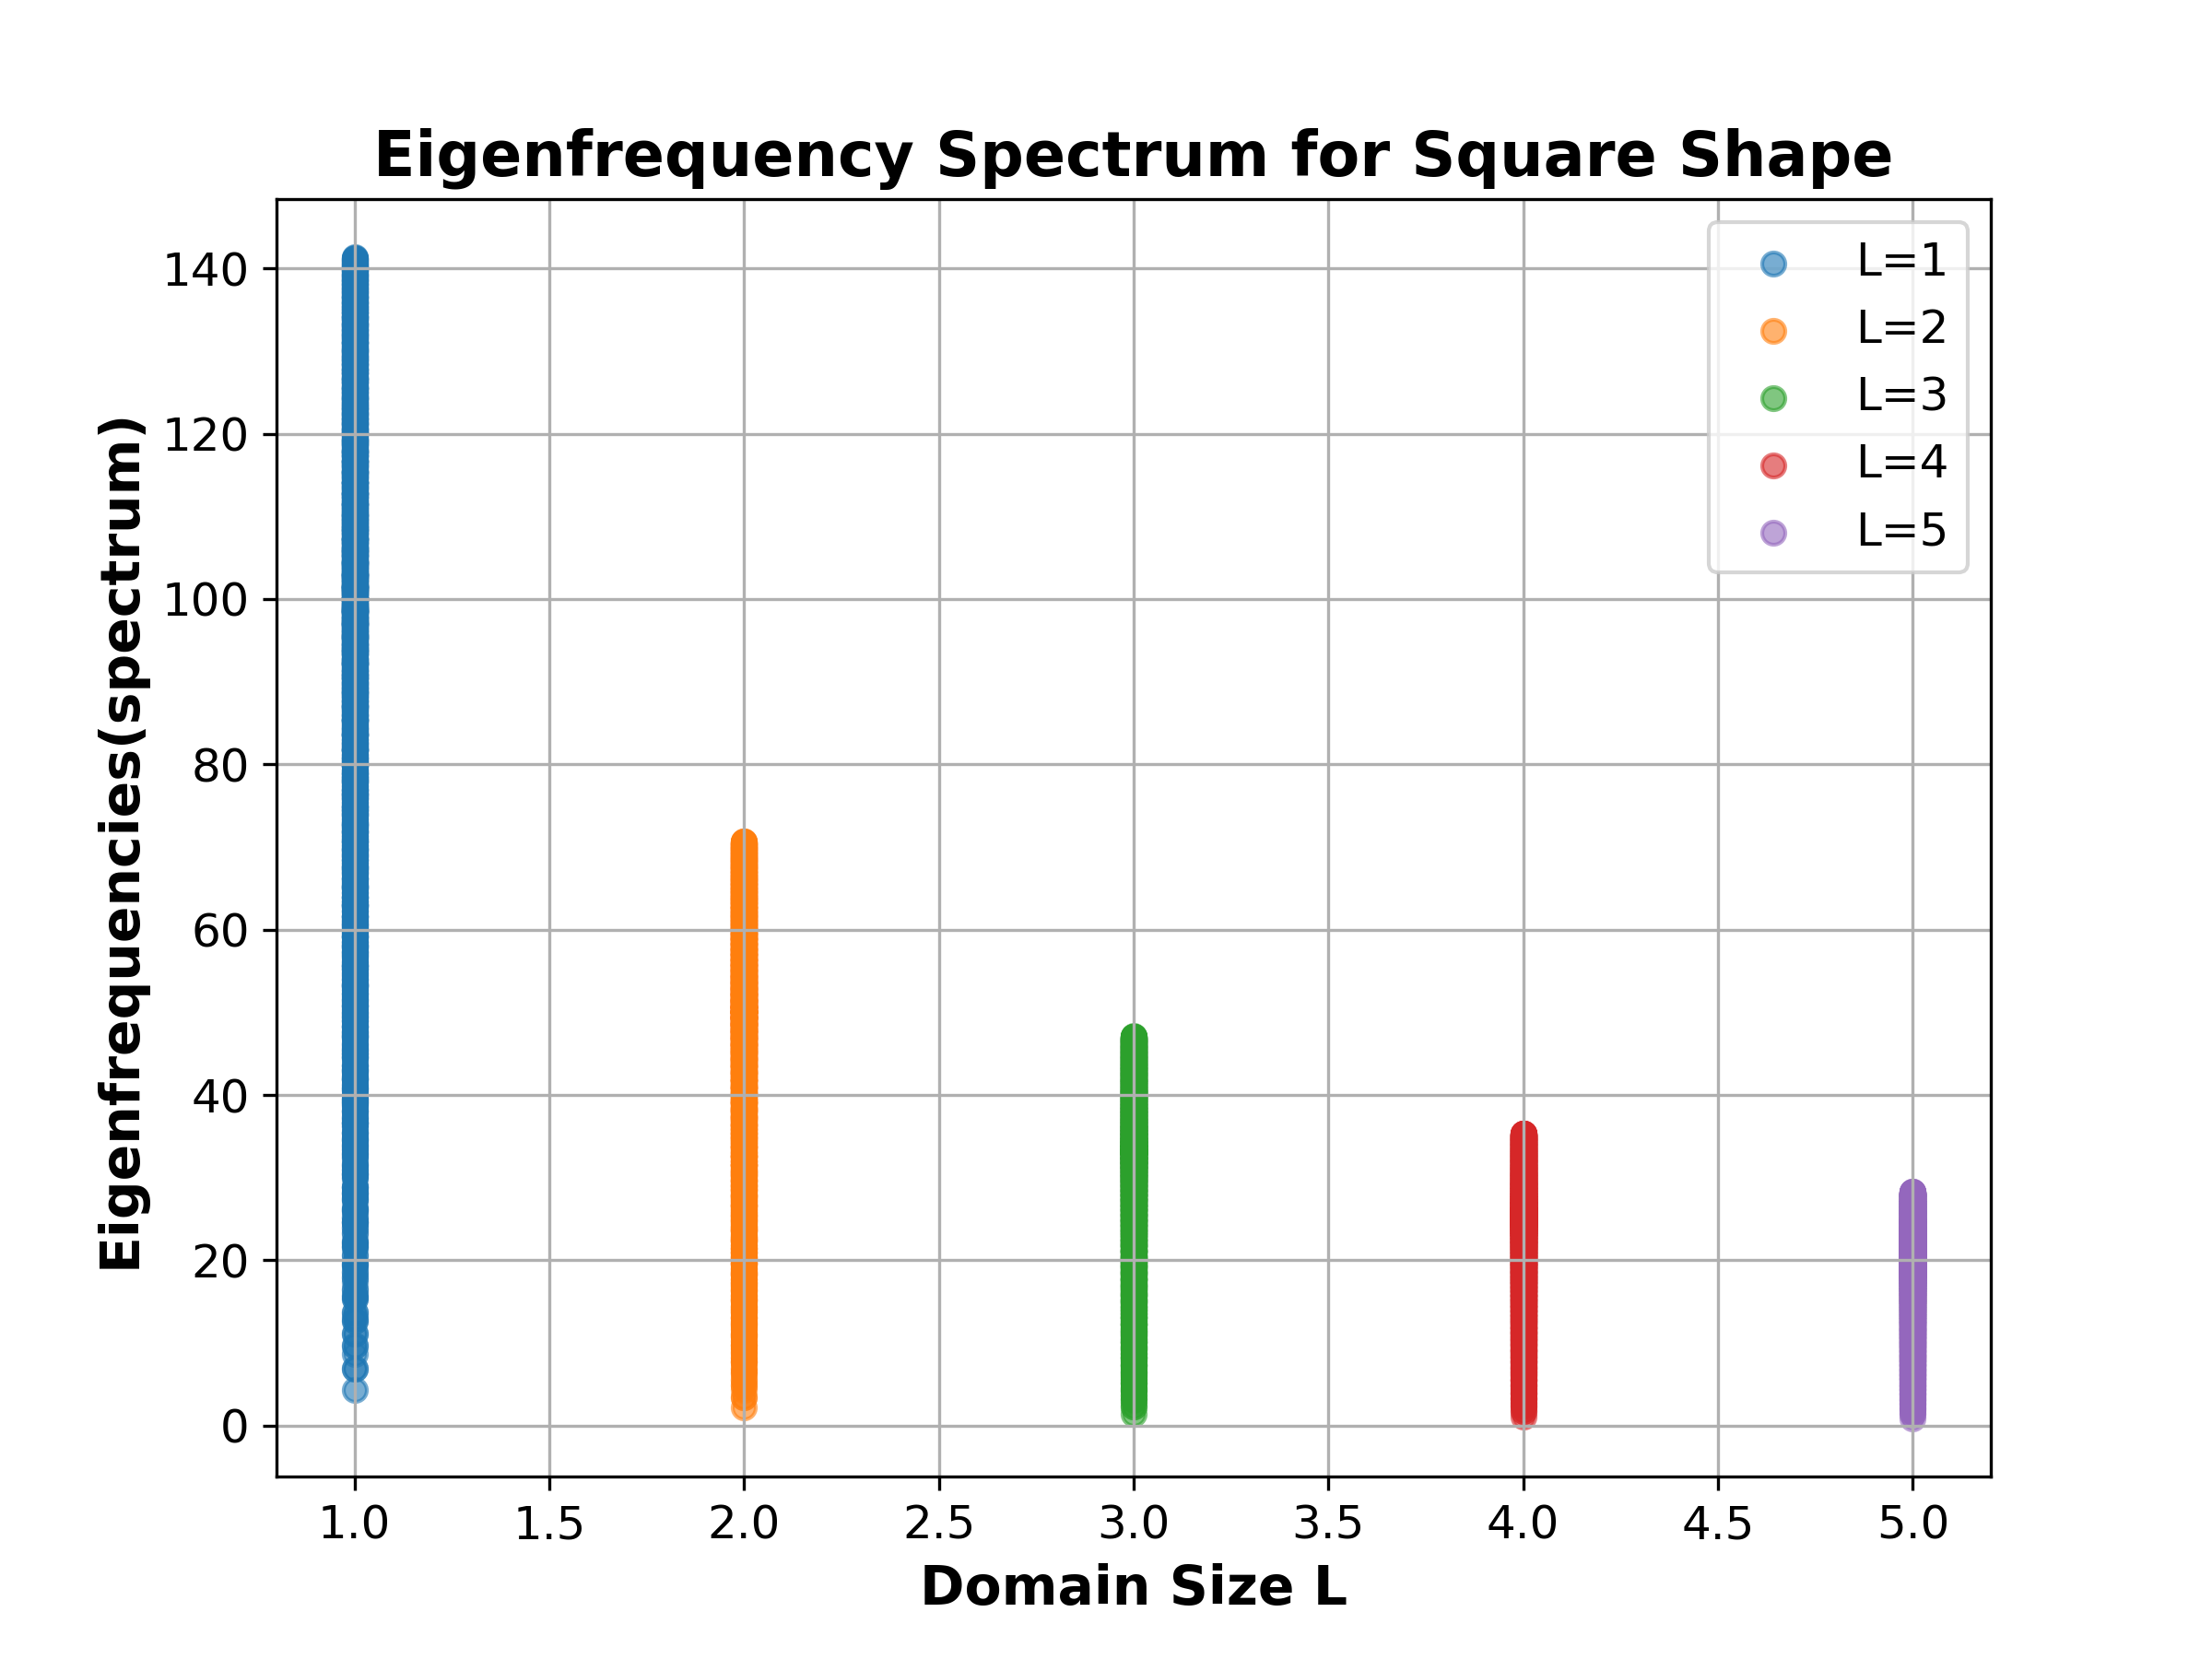 Eigenfrequency Spectrum for Square Shape
Eigenfrequencies(spectrum)
140
120
100
80
60
40
20
0
L=1
L=2
L=3
L=4
L=5
1.0 1.5 2.0 2.5 3.0 3.5 4.0 4.5 5.0
Domain Size L